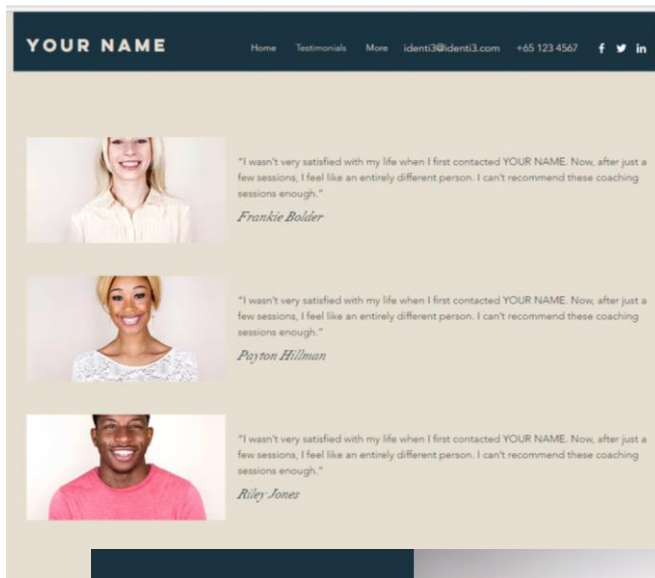 YOUR NAME
Home Testimonials More identi3@identi3.com +65 123 4567 f in
"I wasn't very satisfied with my life when I first contacted YOUR NAME. Now, after just a
few sessions, I feel like an entirely different person. I can't recommend these coaching
sessions enough."
Frankie Bolder
"I wasn't very satisfied with my life when I first contacted YOUR NAME. Now, after just a
few sessions, I feel like an entirely different person. I can't recommend these coaching
sessions enough."
Payton Hillman
"I wasn't very satisfied with my life when I first contacted YOUR NAME. Now, after just a
few sessions, I feel like an entirely different person. I can't recommend these coaching
sessions enough."
Riley Jones